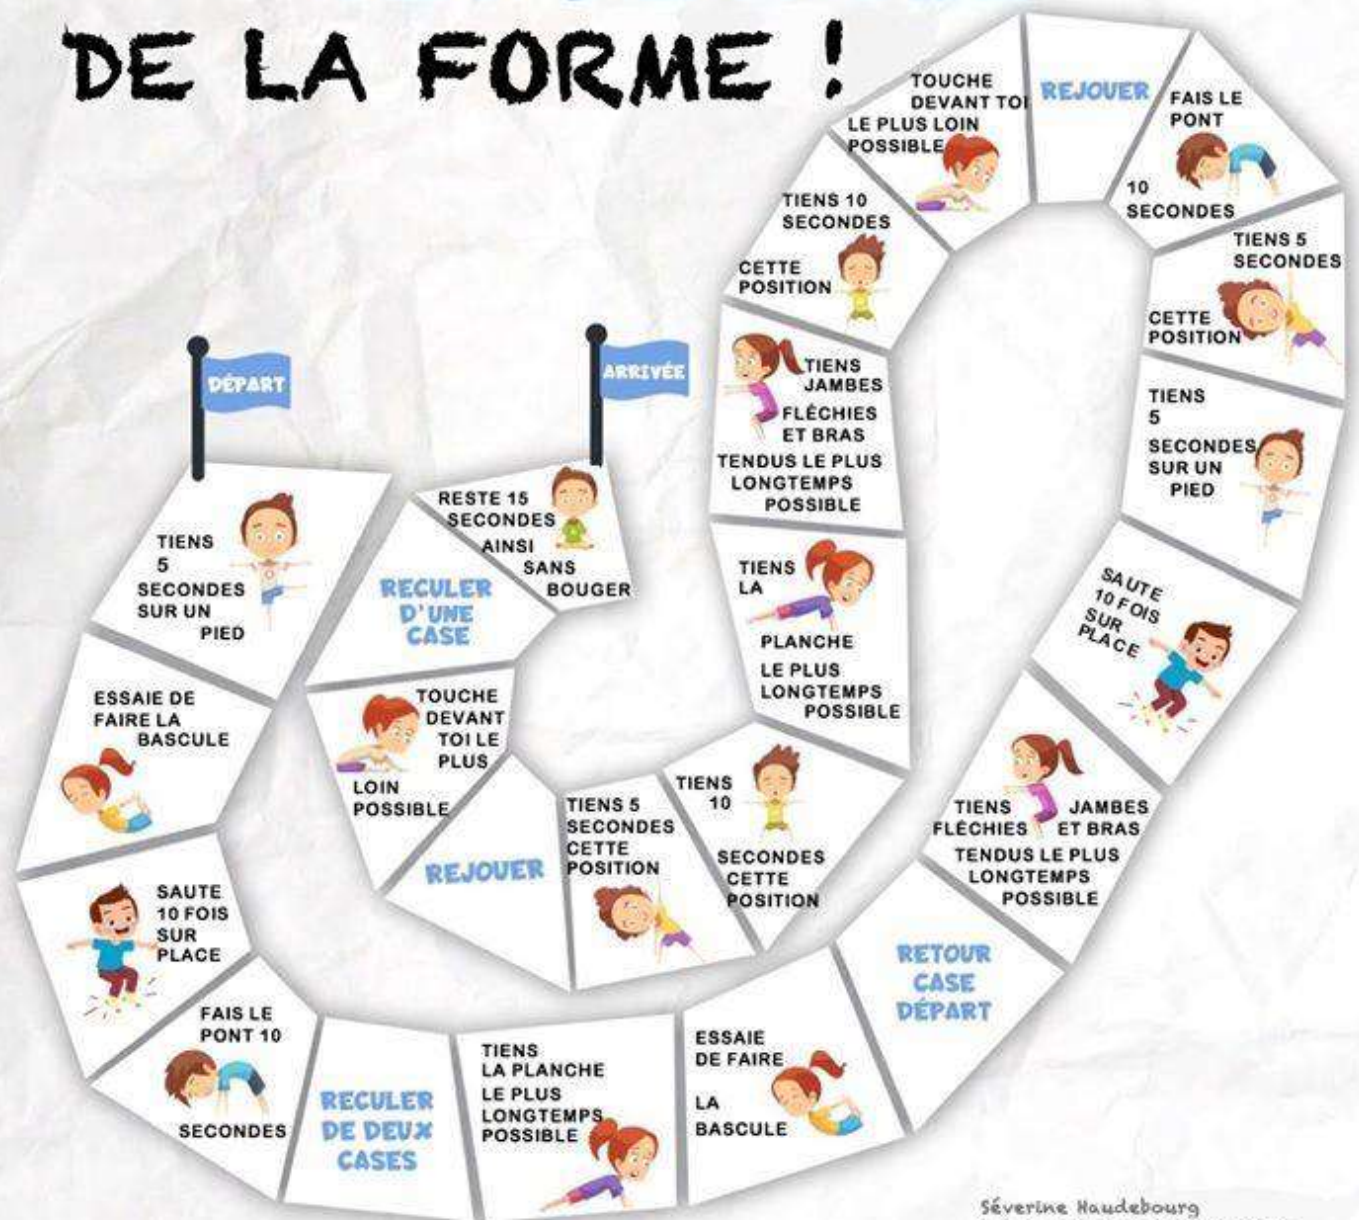 DE LA FORME !
DÉPART
TIENS
5
SECONDES
SUR UN
PIED
ESSAIE DE
FAIRE LA
BASCULE
SAUTE
10 FOIS
SUR
PLACE
FAIS LE
PONT 10
SECONDES
RECULER
DE DEUX
CASES
TIENS
LA PLANCHE
LE PLUS
LONGTEMPS
POSSIBLE
ESSAIE
DE FAIRE
LA
BASCULE
RETOUR
CASE
DÉPART
TIENS JAMBES
FLÉCHIES ET BRAS
TENDUS LE PLUS
LONGTEMPS
POSSIBLE
SAUTE
10 FOIS
SUR
PLACE
TIENS
5
SECONDES
SUR UN
PIED
TIENS 5
SECONDES
CETTE
POSITION
FAIS LE
PONT
10
SECONDES
REJOUER
TOUCHE
DEVANT TOI
LE PLUS LOIN
POSSIBLE
TIENS 10
SECONDES
CETTE
POSITION
TIENS
JAMBES
FLÉCHIES
ET BRAS
TENDUS LE PLUS
LONGTEMPS
POSSIBLE
TIENS
LA
PLANCHE
LE PLUS
LONGTEMPS
POSSIBLE
TIENS
10
SECONDES
CETTE
POSITION
TIENS 5
SECONDES
CETTE
POSITION
REJOUER
TOUCHE
DEVANT
TOI LE
PLUS
LOIN
POSSIBLE
RECULER
D'UNE
CASE
RESTE 15
SECONDES
AINSI
SANS
BOUGER
ARRIVÉE
Séverine Haudebourg